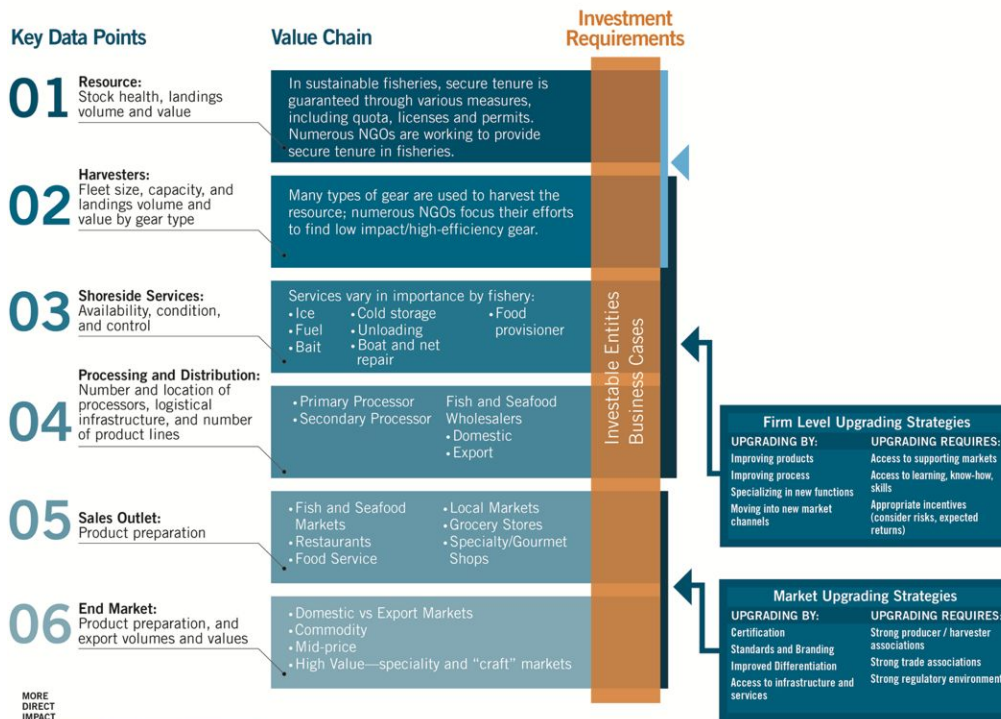 Key Data Points
Value Chain
Investment
Requirements
01
Resource:
Stock health, landings
volume and value
In sustainable fisheries, secure tenure is
guaranteed through various measures,
including quota, licenses and permits.
Numerous NGOs are working to provide
secure tenure in fisheries.
02
Harvesters:
Fleet size, capacity, and
landings volume and
value by gear type
Many types of gear are used to harvest the
resource; numerous NGOs focus their efforts
to find low impact/high-efficiency gear.
03
Shoreside Services:
Availability, condition,
and control
Services vary in importance by fishery:
• Ice
• Fuel
• Bait
• Cold storage
• Unloading
• Boat and net
repair
• Food
provisioner
04
Processing and Distribution:
Number and location of
processors, logistical
infrastructure, and number
of product lines
• Primary Processor
• Secondary Processor
Fish and Seafood
Wholesalers
• Domestic
• Export
05
Sales Outlet:
Product preparation
• Fish and Seafood
Markets
• Restaurants
• Food Service
• Local Markets
• Grocery Stores
• Specialty/Gourmet
Shops
06
End Market:
Product preparation, and
export volumes and values
• Domestic vs Export Markets
• Commodity
• Mid-price
• High Value—speciality and “craft” markets
Investable Entities
Business Cases
Firm Level Upgrading Strategies
UPGRADING BY:
Improving products
Improving process
Specializing in new functions
Moving into new market
channels
UPGRADING REQUIRES:
Access to supporting markets
Access to learning, know-how,
skills
Appropriate incentives
(consider risks, expected
returns)
Market Upgrading Strategies
UPGRADING BY:
Certification
Standards and Branding
Improved Differentiation
Access to infrastructure and
services
UPGRADING REQUIRES:
Strong producer / harvester
associations
Strong trade associations
Strong regulatory environment
MORE
DIRECT
IMPACT